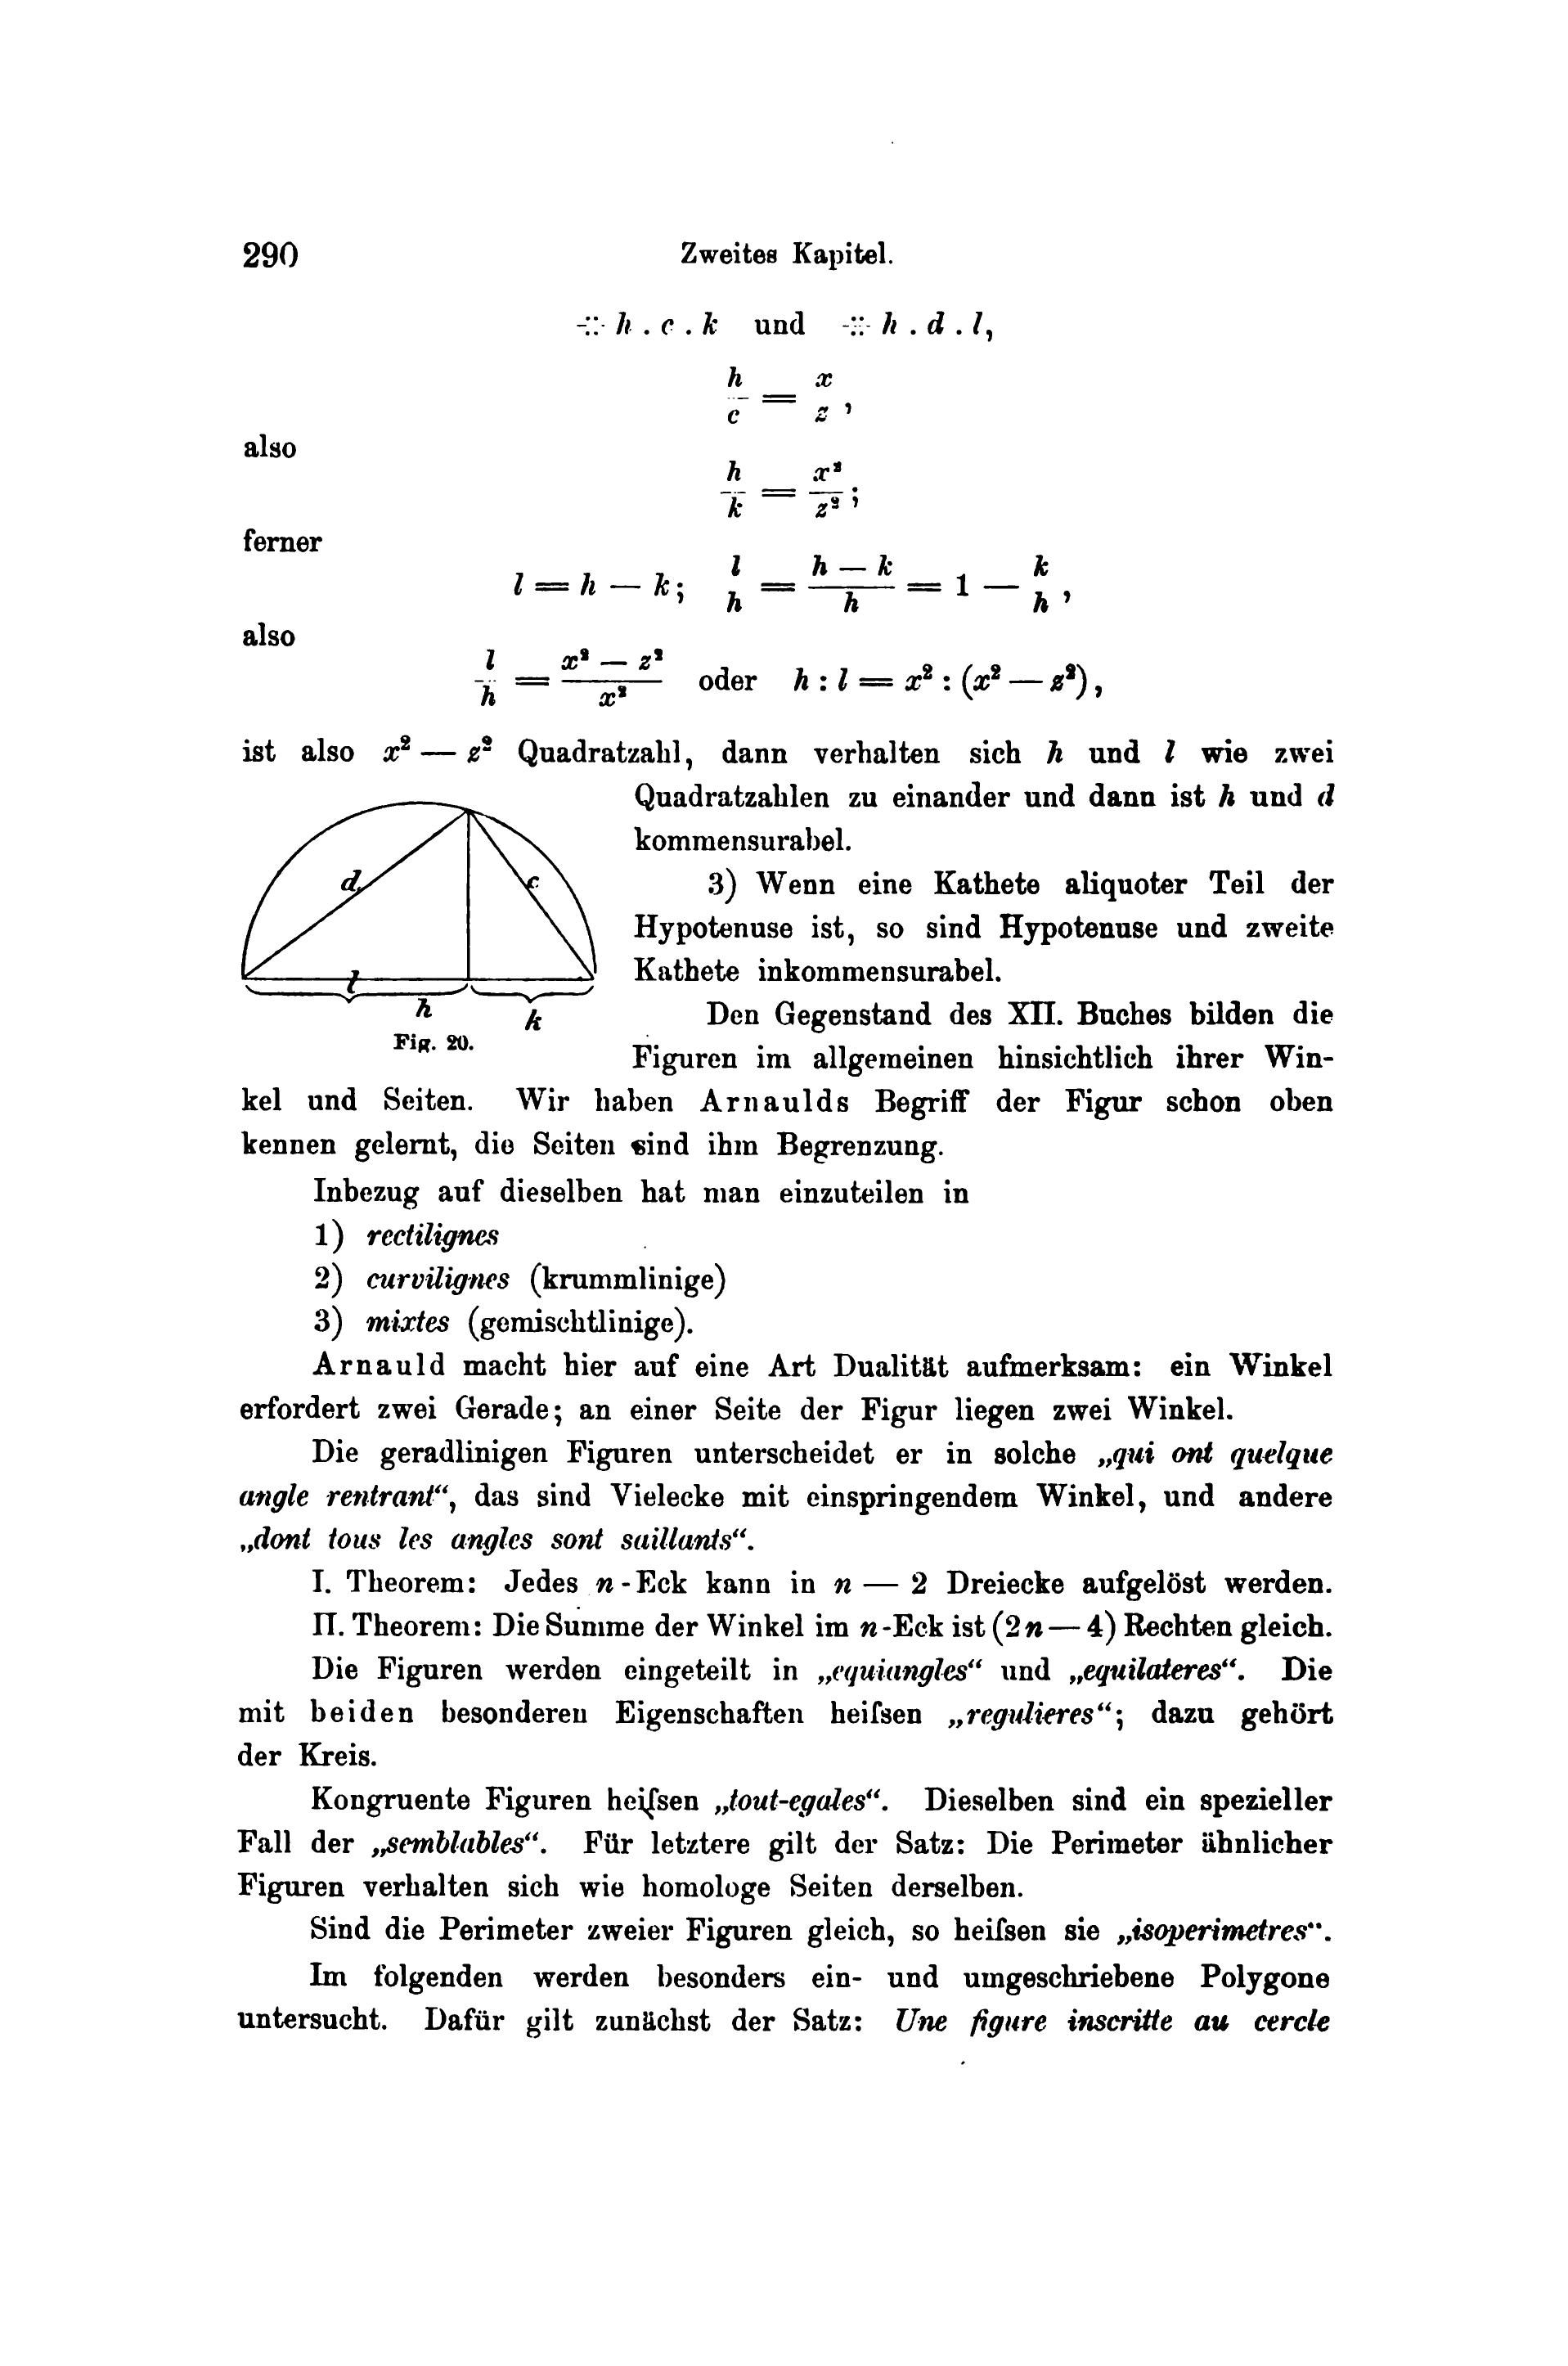 290 Zweites Kapitel.
∺ h . c . k und ∺ h . d . l,
h/c = x/z,
also
h/k = x²/z²;
ferner
l = h — k; l/h = (h — k)/h = 1 — k/h,
also
l/h = (x² — z²)/x² oder h : l = x² : (x² — z²),
ist also x² — z² Quadratzahl, dann verhalten sich h und l wie zwei
Quadratzahlen zu einander und dann ist h und d
kommensurabel.
3) Wenn eine Kathete aliquoter Teil der
Hypotenuse ist, so sind Hypotenuse und zweite
Kathete inkommensurabel.
d
c
l
h
k
Fig. 20.
Den Gegenstand des XII. Buches bilden die
Figuren im allgemeinen hinsichtlich ihrer Win-
kel und Seiten. Wir haben Arnaulds Begriff der Figur schon oben
kennen gelernt, die Seiten sind ihm Begrenzung.
Inbezug auf dieselben hat man einzuteilen in
1) rectilignes
2) curvilignes (krummlinige)
3) mixtes (gemischtlinige).
Arnauld macht hier auf eine Art Dualität aufmerksam: ein Winkel
erfordert zwei Gerade; an einer Seite der Figur liegen zwei Winkel.
Die geradlinigen Figuren unterscheidet er in solche „qui ont quelque
angle rentrant“, das sind Vielecke mit einspringendem Winkel, und andere
„dont tous les angles sont saillants“.
I. Theorem: Jedes n-Eck kann in n — 2 Dreiecke aufgelöst werden.
II. Theorem: Die Summe der Winkel im n-Eck ist (2n — 4) Rechten gleich.
Die Figuren werden eingeteilt in „equiangles“ und „equilateres“. Die
mit beiden besonderen Eigenschaften heiſsen „regulieres“; dazu gehört
der Kreis.
Kongruente Figuren heiſsen „tout-egales“. Dieselben sind ein spezieller
Fall der „semblables“. Für letztere gilt der Satz: Die Perimeter ähnlicher
Figuren verhalten sich wie homologe Seiten derselben.
Sind die Perimeter zweier Figuren gleich, so heiſsen sie „isoperimetres“.
Im folgenden werden besonders ein- und umgeschriebene Polygone
untersucht. Dafür gilt zunächst der Satz: Une figure inscritte au cercle